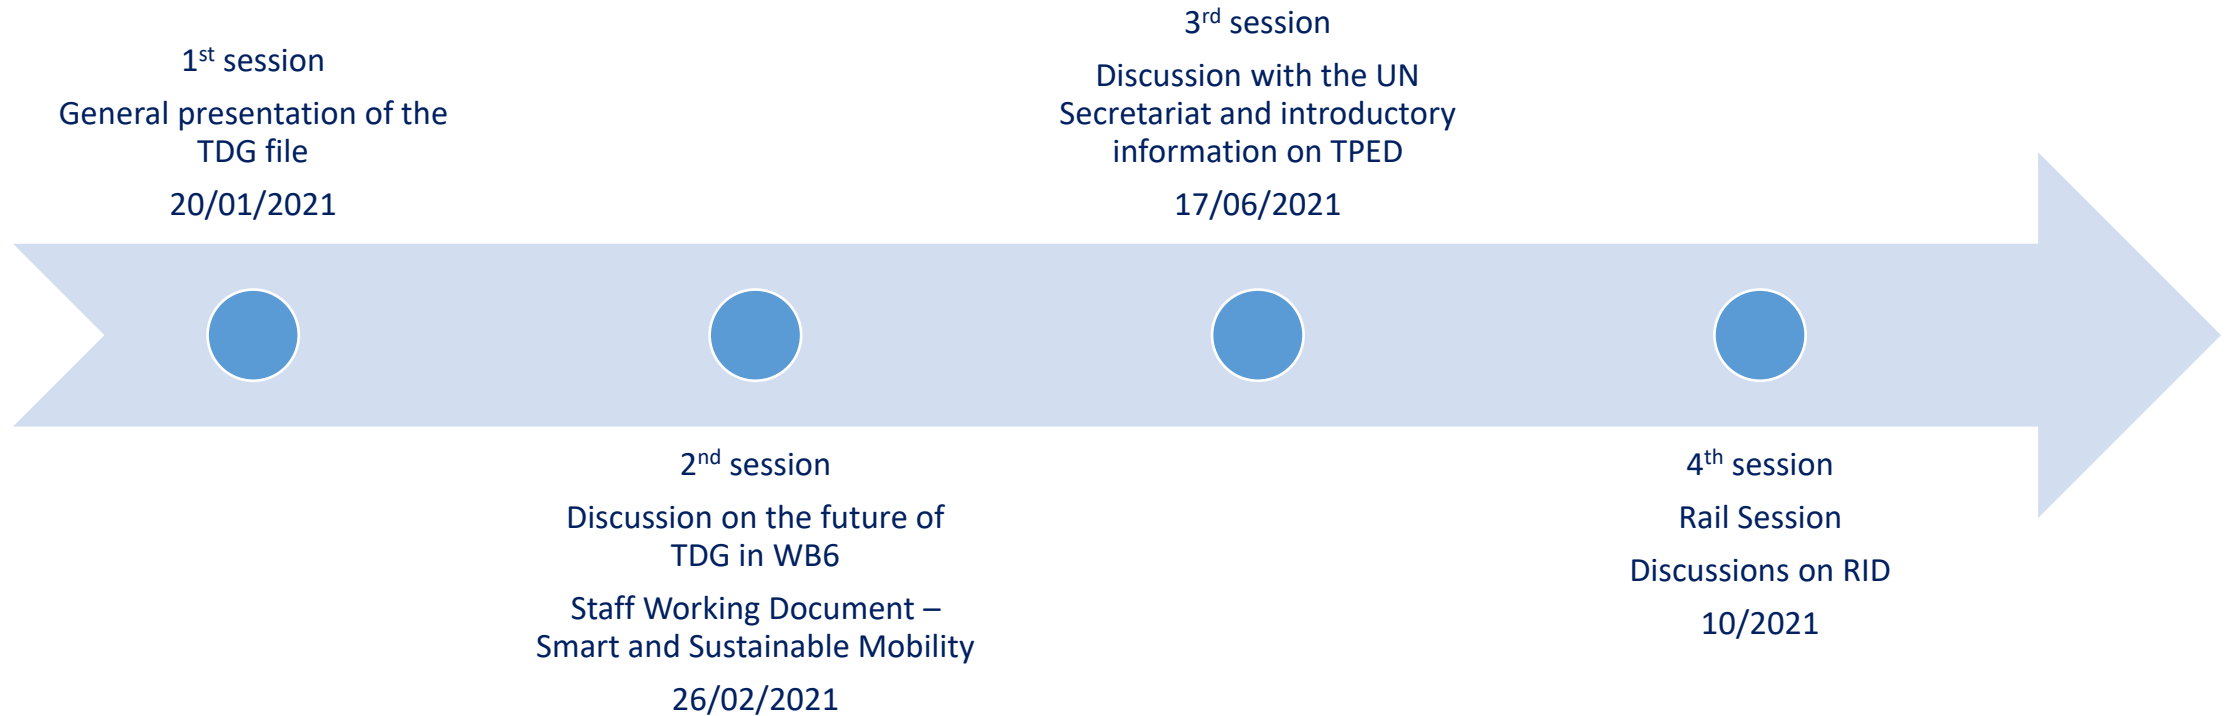 1st session
General presentation of the
TDG file
20/01/2021
2nd session
Discussion on the future of
TDG in WB6
Staff Working Document –
Smart and Sustainable Mobility
26/02/2021
3rd session
Discussion with the UN
Secretariat and introductory
information on TPED
17/06/2021
4th session
Rail Session
Discussions on RID
10/2021